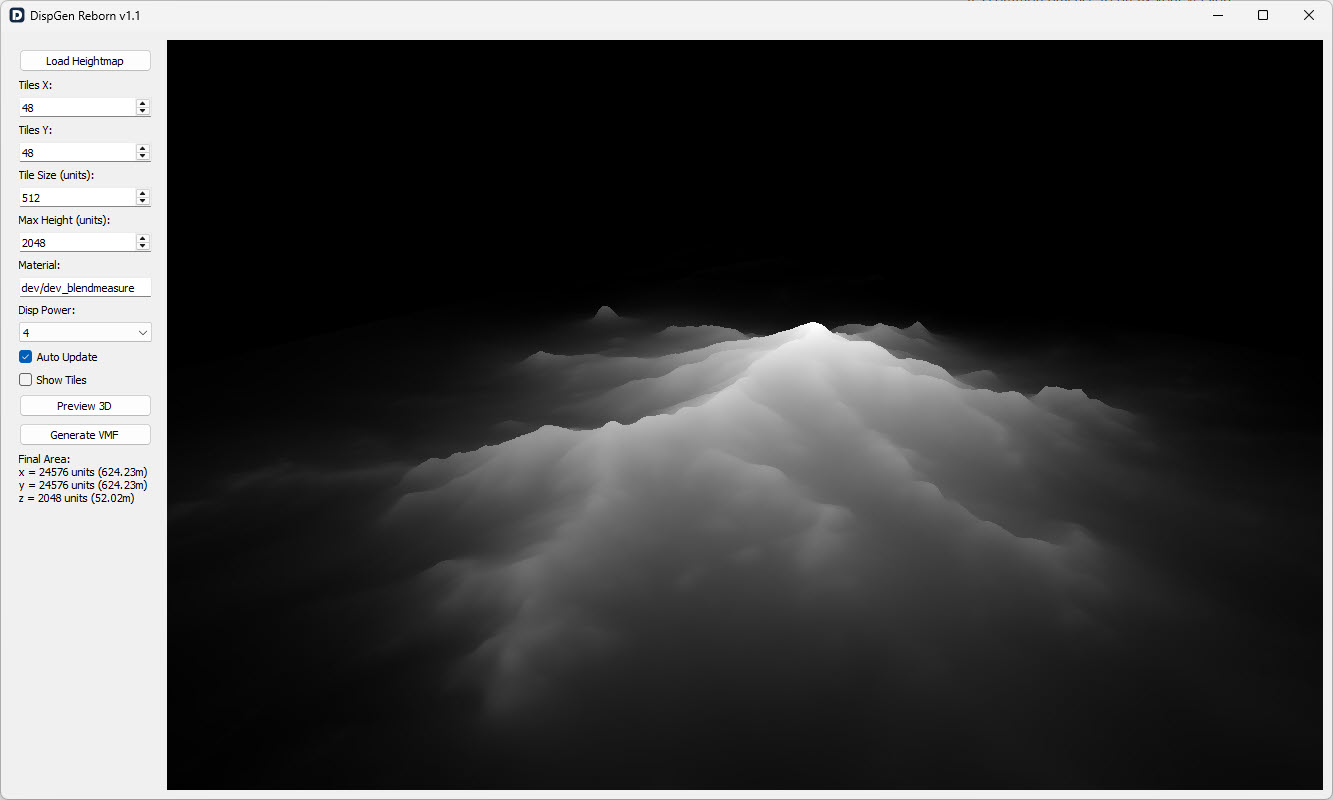 DispGen Reborn v1.1
Load Heightmap
Tiles X:
48
Tiles Y:
48
Tile Size (units):
512
Max Height (units):
2048
Material:
dev/dev_blendmeasure
Disp Power:
4
Auto Update
Show Tiles
Preview 3D
Generate VMF
Final Area:
x = 24576 units (624.23m)
y = 24576 units (624.23m)
z = 2048 units (52.02m)